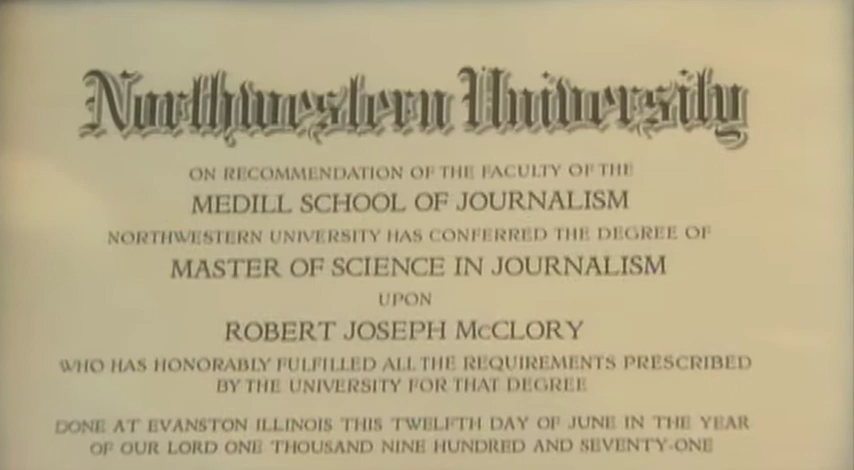 Northwestern University
ON RECOMMENDATION OF THE FACULTY OF THE
MEDILL SCHOOL OF JOURNALISM
NORTHWESTERN UNIVERSITY HAS CONFERRED THE DEGREE OF
MASTER OF SCIENCE IN JOURNALISM
UPON
ROBERT JOSEPH McCLORY
WHO HAS HONORABLY FULFILLED ALL THE REQUIREMENTS PRESCRIBED
BY THE UNIVERSITY FOR THAT DEGREE
DONE AT EVANSTON ILLINOIS THIS TWELFTH DAY OF JUNE IN THE YEAR
OF OUR LORD ONE THOUSAND NINE HUNDRED AND SEVENTY-ONE